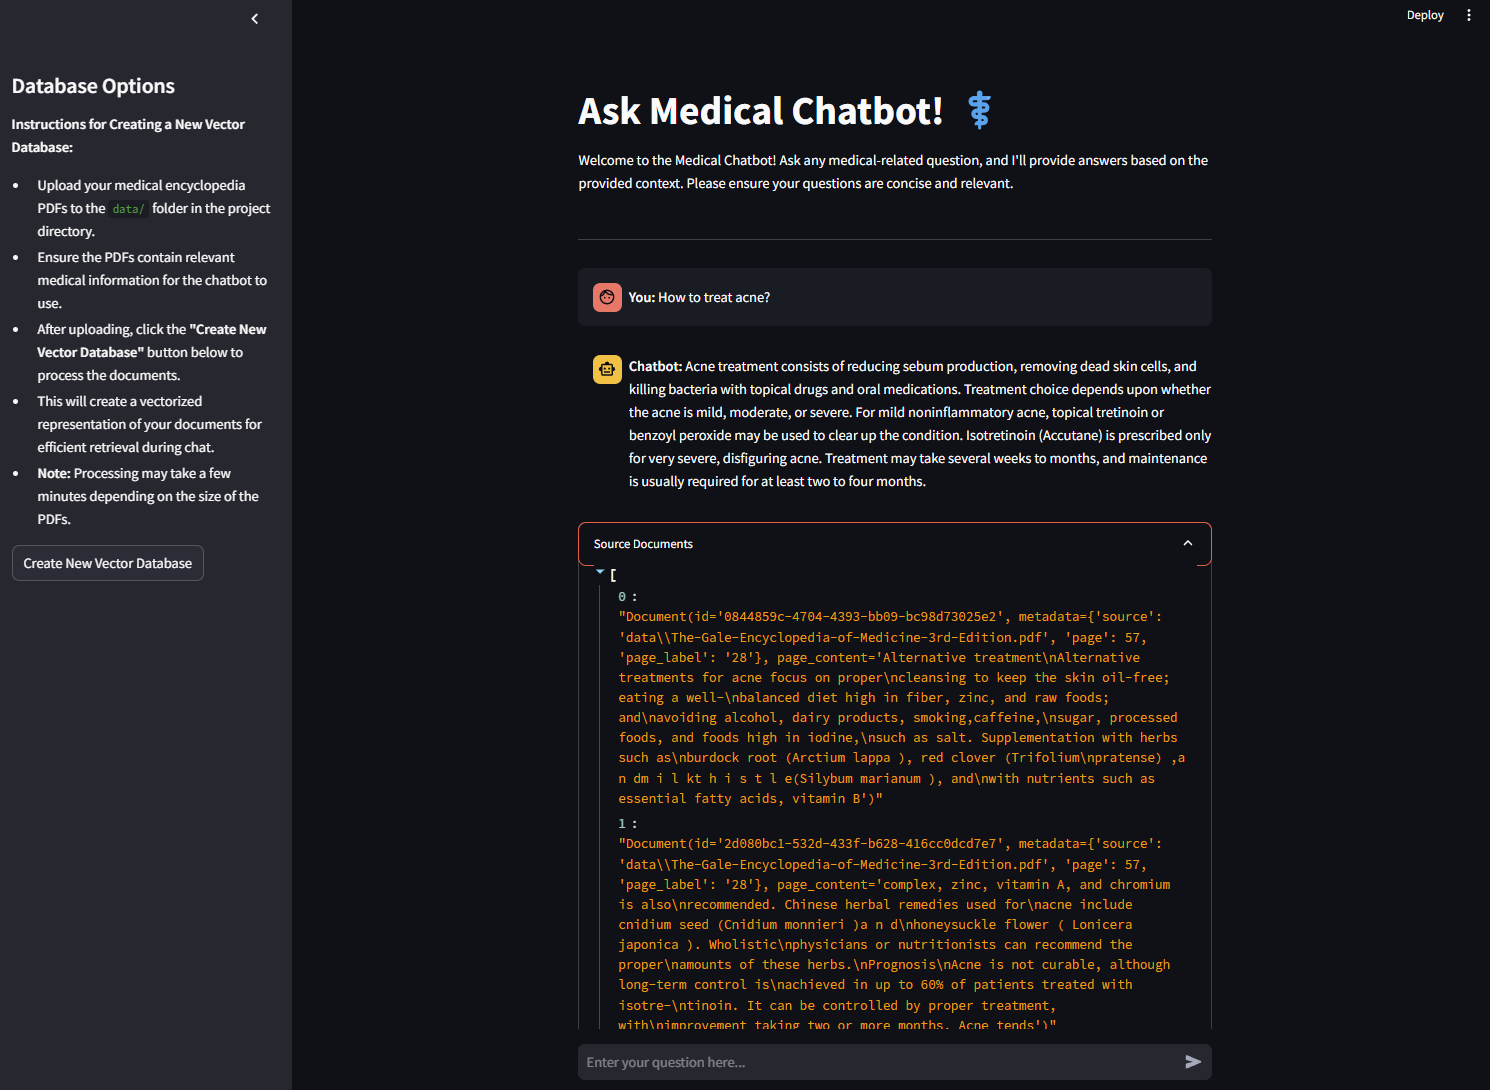 Deploy
Database Options
Instructions for Creating a New Vector
Database:
Upload your medical encyclopedia
PDFs to the data/ folder in the project
directory.
Ensure the PDFs contain relevant
medical information for the chatbot to
use.
After uploading, click the "Create New
Vector Database" button below to
process the documents.
This will create a vectorized
representation of your documents for
efficient retrieval during chat.
Note: Processing may take a few
minutes depending on the size of the
PDFs.
Create New Vector Database
Ask Medical Chatbot!
Welcome to the Medical Chatbot! Ask any medical-related question, and I'll provide answers based on the
provided context. Please ensure your questions are concise and relevant.
You: How to treat acne?
Chatbot: Acne treatment consists of reducing sebum production, removing dead skin cells, and
killing bacteria with topical drugs and oral medications. Treatment choice depends upon whether
the acne is mild, moderate, or severe. For mild noninflammatory acne, topical tretinoin or
benzoyl peroxide may be used to clear up the condition. Isotretinoin (Accutane) is prescribed only
for very severe, disfiguring acne. Treatment may take several weeks to months, and maintenance
is usually required for at least two to four months.
Source Documents
[
0 :
"Document(id='0844859c-4704-4393-bb09-bc98d73025e2', metadata={'source':
'data\\The-Gale-Encyclopedia-of-Medicine-3rd-Edition.pdf', 'page': 57,
'page_label': '28'}, page_content='Alternative treatment\nAlternative
treatments for acne focus on proper\ncleansing to keep the skin oil-free;
eating a well-\nbalanced diet high in fiber, zinc, and raw foods;
and\navoiding alcohol, dairy products, smoking,caffeine,\nsugar, processed
foods, and foods high in iodine,\nsuch as salt. Supplementation with herbs
such as\nburdock root (Arctium lappa ), red clover (Trifolium\npratense) ,a
n dm i l kt h i s t l e(Silybum marianum ), and\nwith nutrients such as
essential fatty acids, vitamin B')"
1 :
"Document(id='2d080bc1-532d-433f-b628-416cc0dcd7e7', metadata={'source':
'data\\The-Gale-Encyclopedia-of-Medicine-3rd-Edition.pdf', 'page': 57,
'page_label': '28'}, page_content='complex, zinc, vitamin A, and chromium
is also\nrecommended. Chinese herbal remedies used for\nacne include
cnidium seed (Cnidium monnieri )a n d\nhoneysuckle flower ( Lonicera
japonica ). Wholistic\nphysicians or nutritionists can recommend the
proper\namounts of these herbs.\nPrognosis\nAcne is not curable, although
long-term control is\nachieved in up to 60% of patients treated with
isotre-\ntinoin. It can be controlled by proper treatment,
with\nimprovement taking two or more months. Acne tends')"
Enter your question here...